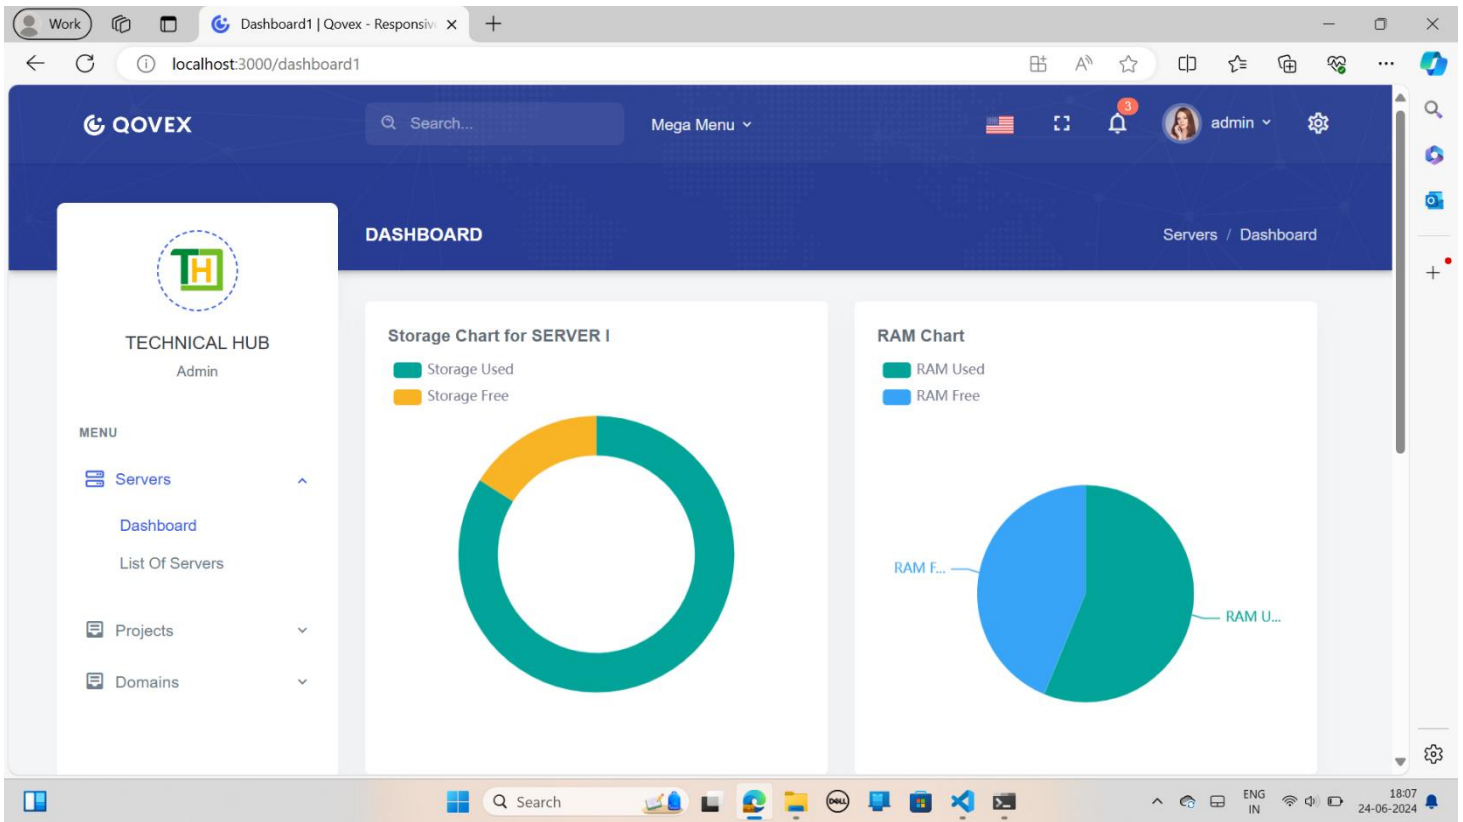 Work
Dashboard1 | Qovex - Responsiv
localhost:3000/dashboard1
QOVEX
Search...
Mega Menu
3
admin
DASHBOARD
Servers / Dashboard
TH
TECHNICAL HUB
Admin
MENU
Servers
Dashboard
List Of Servers
Projects
Domains
Storage Chart for SERVER I
Storage Used
Storage Free
RAM Chart
RAM Used
RAM Free
RAM F...
RAM U...
Search
DELL
ENG
IN
18:07
24-06-2024